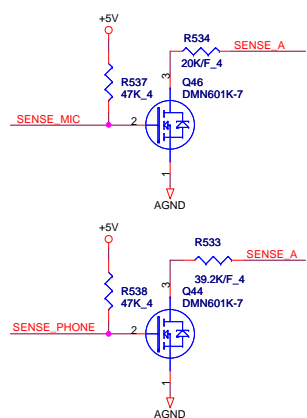 +5V
R534
SENSE_A
20K/F_4
R537
47K_4
3
Q46
DMN601K-7
SENSE_MIC
2
1
AGND
+5V
R533
SENSE_A
39.2K/F_4
R538
47K_4
3
Q44
DMN601K-7
SENSE_PHONE
2
1
AGND